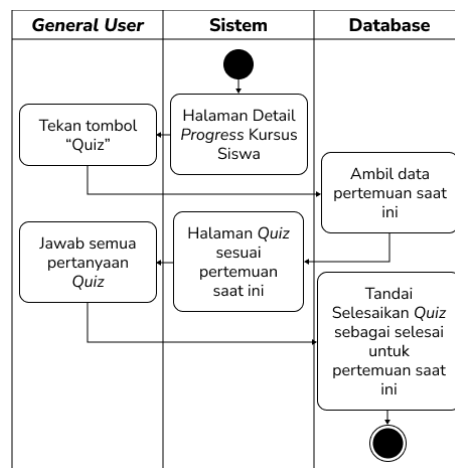 General User
Sistem
Database
Halaman Detail
Progress Kursus
Siswa
Tekan tombol
“Quiz”
Ambil data
pertemuan saat
ini
Halaman Quiz
sesuai
pertemuan
saat ini
Jawab semua
pertanyaan
Quiz
Tandai
Selesaikan Quiz
sebagai selesai
untuk
pertemuan saat
ini